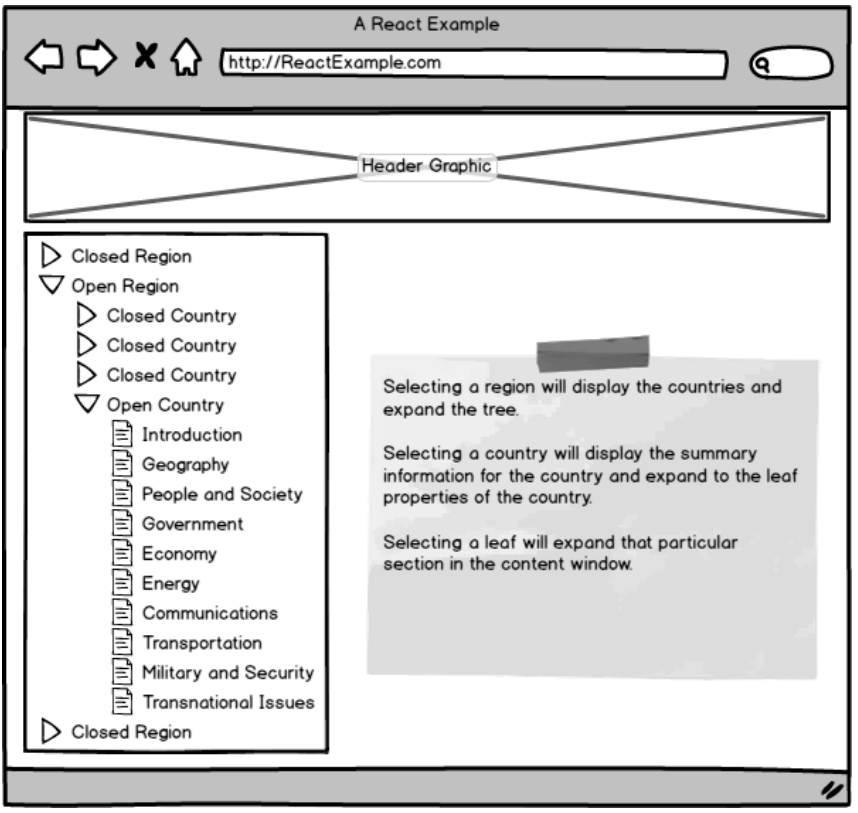 A React Example
http://ReactExample.com
Header Graphic
Closed Region
Open Region
Closed Country
Closed Country
Closed Country
Open Country
Introduction
Geography
People and Society
Government
Economy
Energy
Communications
Transportation
Military and Security
Transnational Issues
Closed Region
Selecting a region will display the countries and
expand the tree.
Selecting a country will display the summary
information for the country and expand to the leaf
properties of the country.
Selecting a leaf will expand that particular
section in the content window.